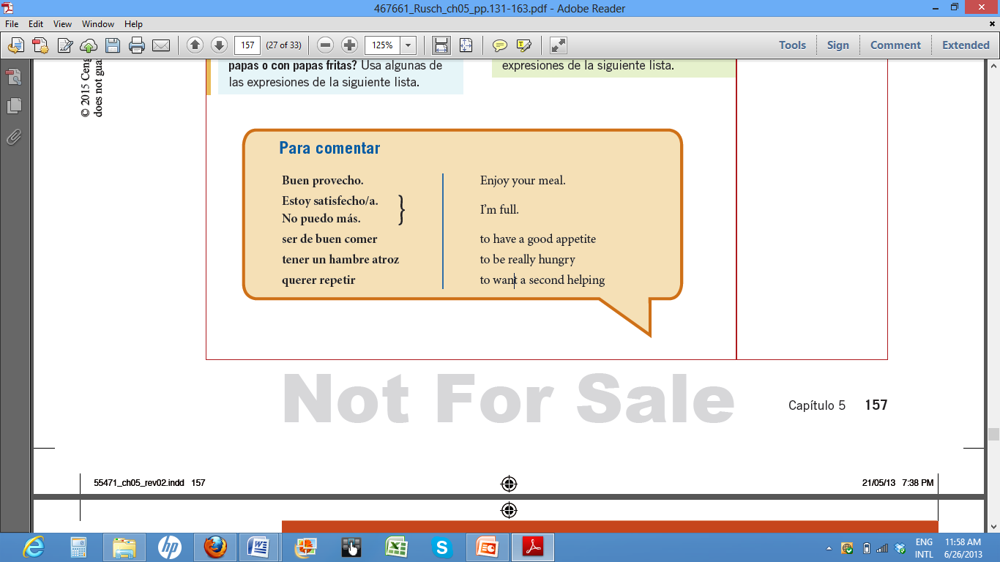 467661_Rusch_ch05_pp.131-163.pdf - Adobe Reader
File Edit View Window Help
157 (27 of 33) 125% Tools Sign Comment Extended
© 2015 Ceng
does not gua
papas o con papas fritas? Usa algunas de
las expresiones de la siguiente lista.
expresiones de la siguiente lista.
Para comentar
Buen provecho. Enjoy your meal.
Estoy satisfecho/a.
No puedo más. } I'm full.
ser de buen comer to have a good appetite
tener un hambre atroz to be really hungry
querer repetir to want a second helping
Not For Sale
Capítulo 5 157
55471_ch05_rev02.indd 157 21/05/13 7:38 PM
ENG 11:58 AM
INTL 6/26/2013